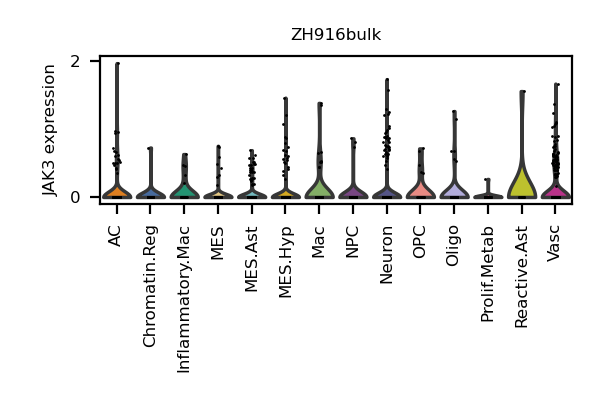 ZH916bulk
JAK3 expression
2
0
AC
Chromatin.Reg
Inflammatory.Mac
MES
MES.Ast
MES.Hyp
Mac
NPC
Neuron
OPC
Oligo
Prolif.Metab
Reactive.Ast
Vasc